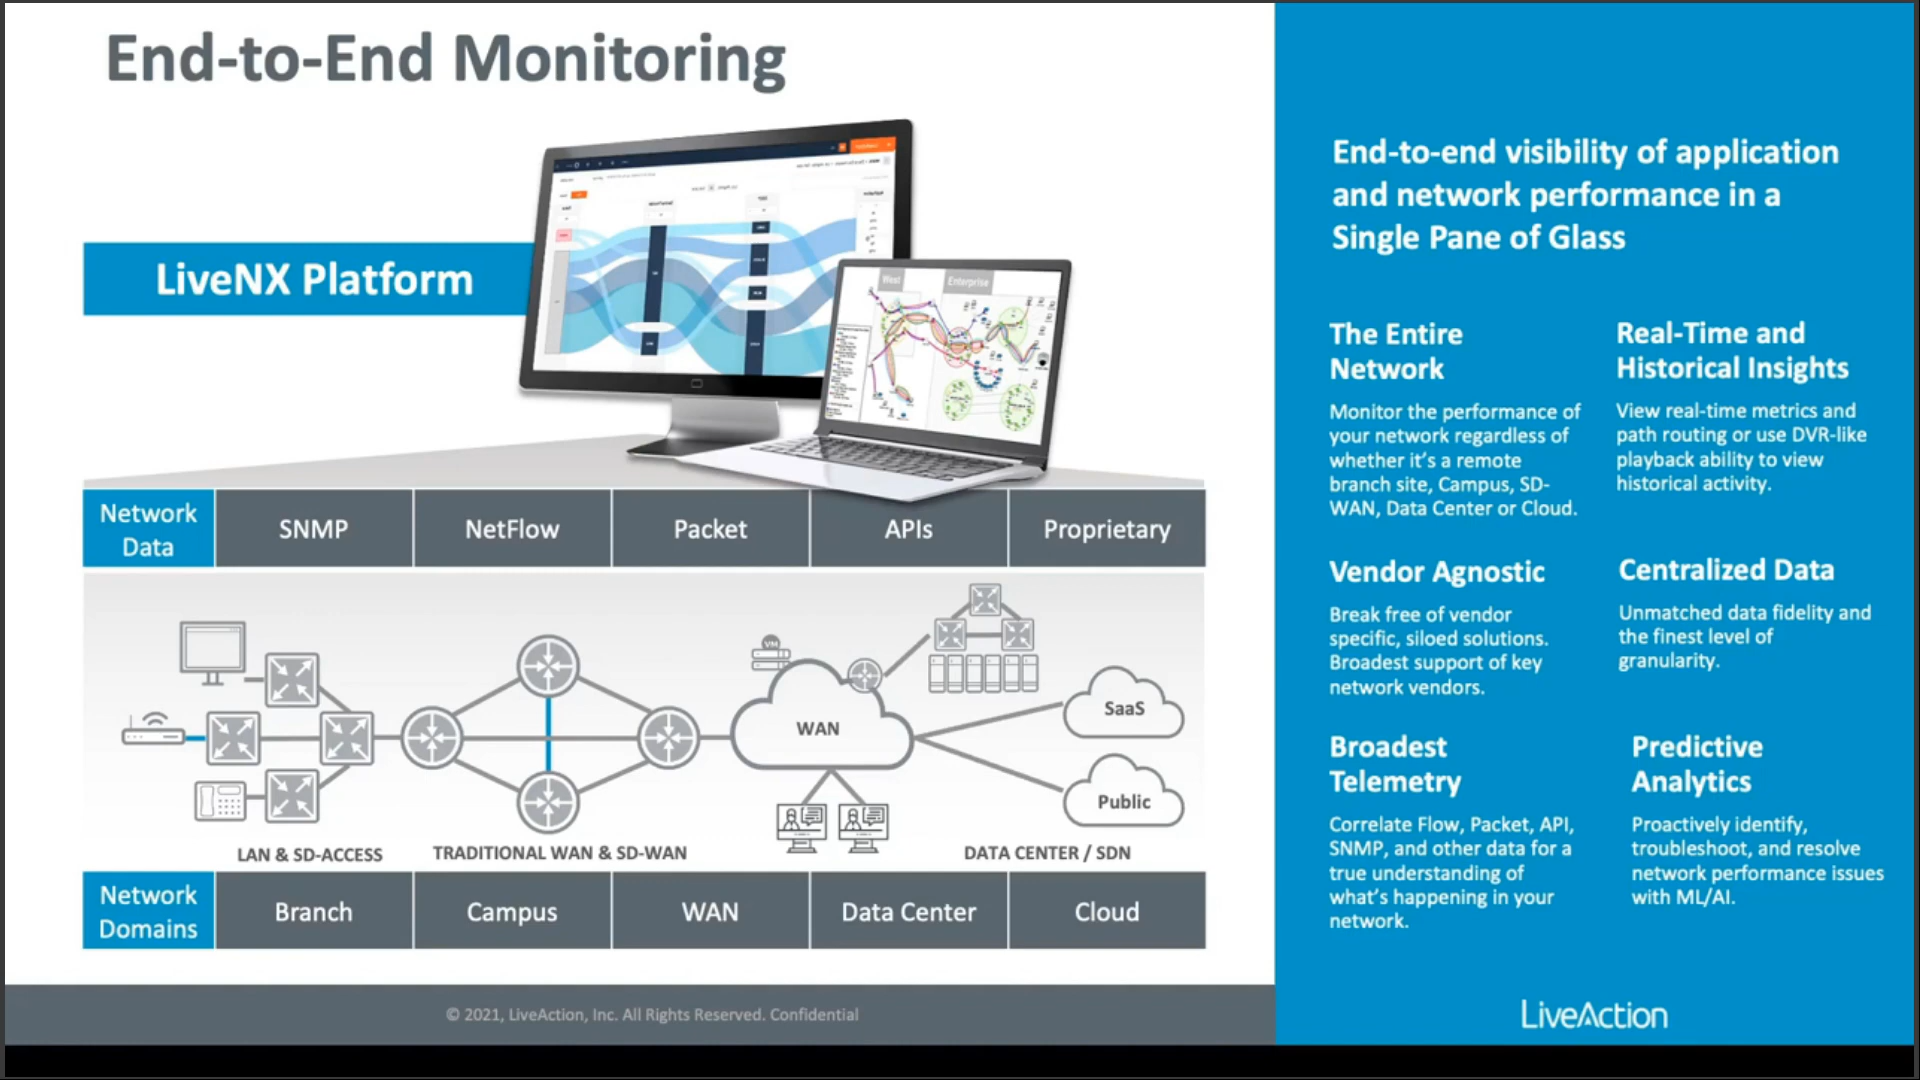 End-to-End Monitoring
LiveNX Platform
West
Enterprise
Network
Data
SNMP
NetFlow
Packet
APIs
Proprietary
VM
WAN
SaaS
Public
LAN & SD-ACCESS
TRADITIONAL WAN & SD-WAN
DATA CENTER / SDN
Network
Domains
Branch
Campus
WAN
Data Center
Cloud
© 2021, LiveAction, Inc. All Rights Reserved. Confidential
End-to-end visibility of application
and network performance in a
Single Pane of Glass
The Entire
Network
Monitor the performance of
your network regardless of
whether it's a remote
branch site, Campus, SD-
WAN, Data Center or Cloud.
Real-Time and
Historical Insights
View real-time metrics and
path routing or use DVR-like
playback ability to view
historical activity.
Vendor Agnostic
Break free of vendor
specific, siloed solutions.
Broadest support of key
network vendors.
Centralized Data
Unmatched data fidelity and
the finest level of
granularity.
Broadest
Telemetry
Correlate Flow, Packet, API,
SNMP, and other data for a
true understanding of
what's happening in your
network.
Predictive
Analytics
Proactively identify,
troubleshoot, and resolve
network performance issues
with ML/AI.
LiveAction